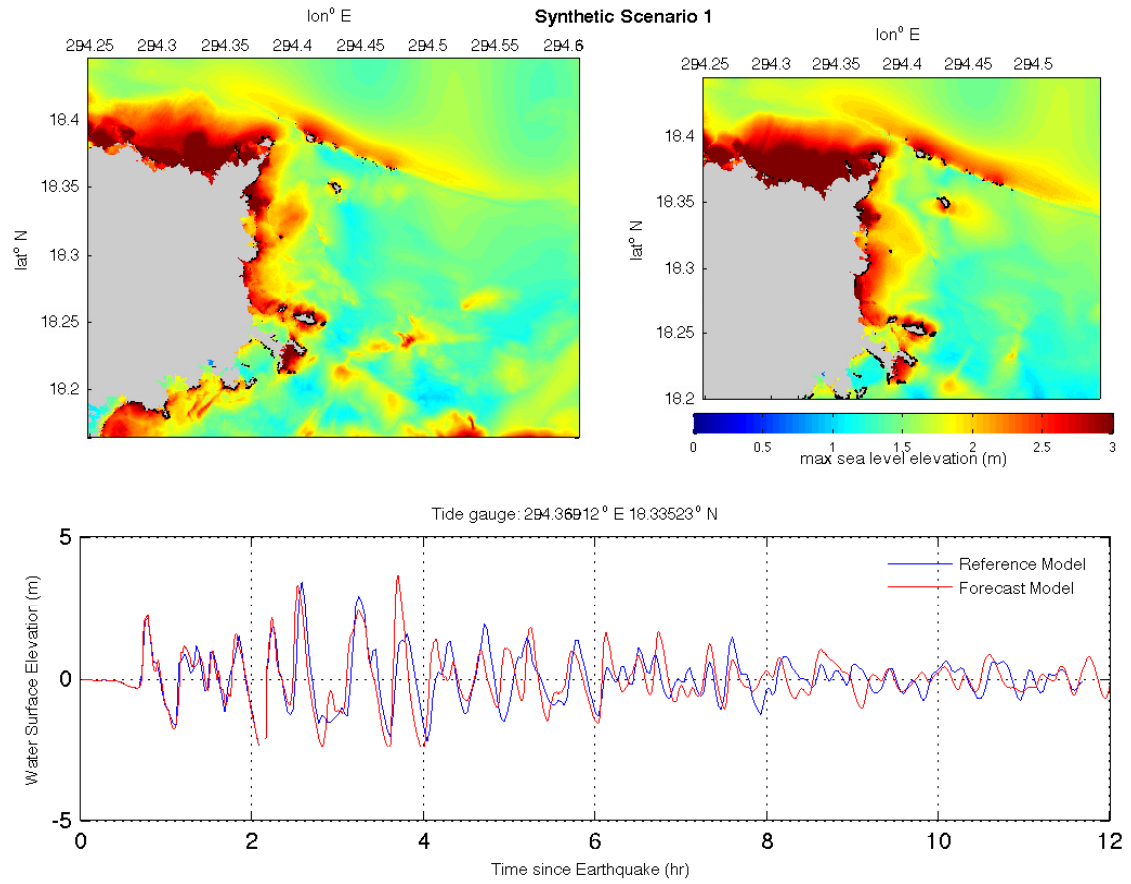 Synthetic Scenario 1
lon° E
294.25 294.3 294.35 294.4 294.45 294.5 294.55 294.6
lat° N
18.4
18.35
18.3
18.25
18.2
lon° E
294.25 294.3 294.35 294.4 294.45 294.5
lat° N
18.4
18.35
18.3
18.25
18.2
0 0.5 1 1.5 2 2.5 3
max sea level elevation (m)
Tide gauge: 294.36912° E 18.33523° N
Water Surface Elevation (m)
5
0
-5
Reference Model
Forecast Model
0 2 4 6 8 10 12
Time since Earthquake (hr)